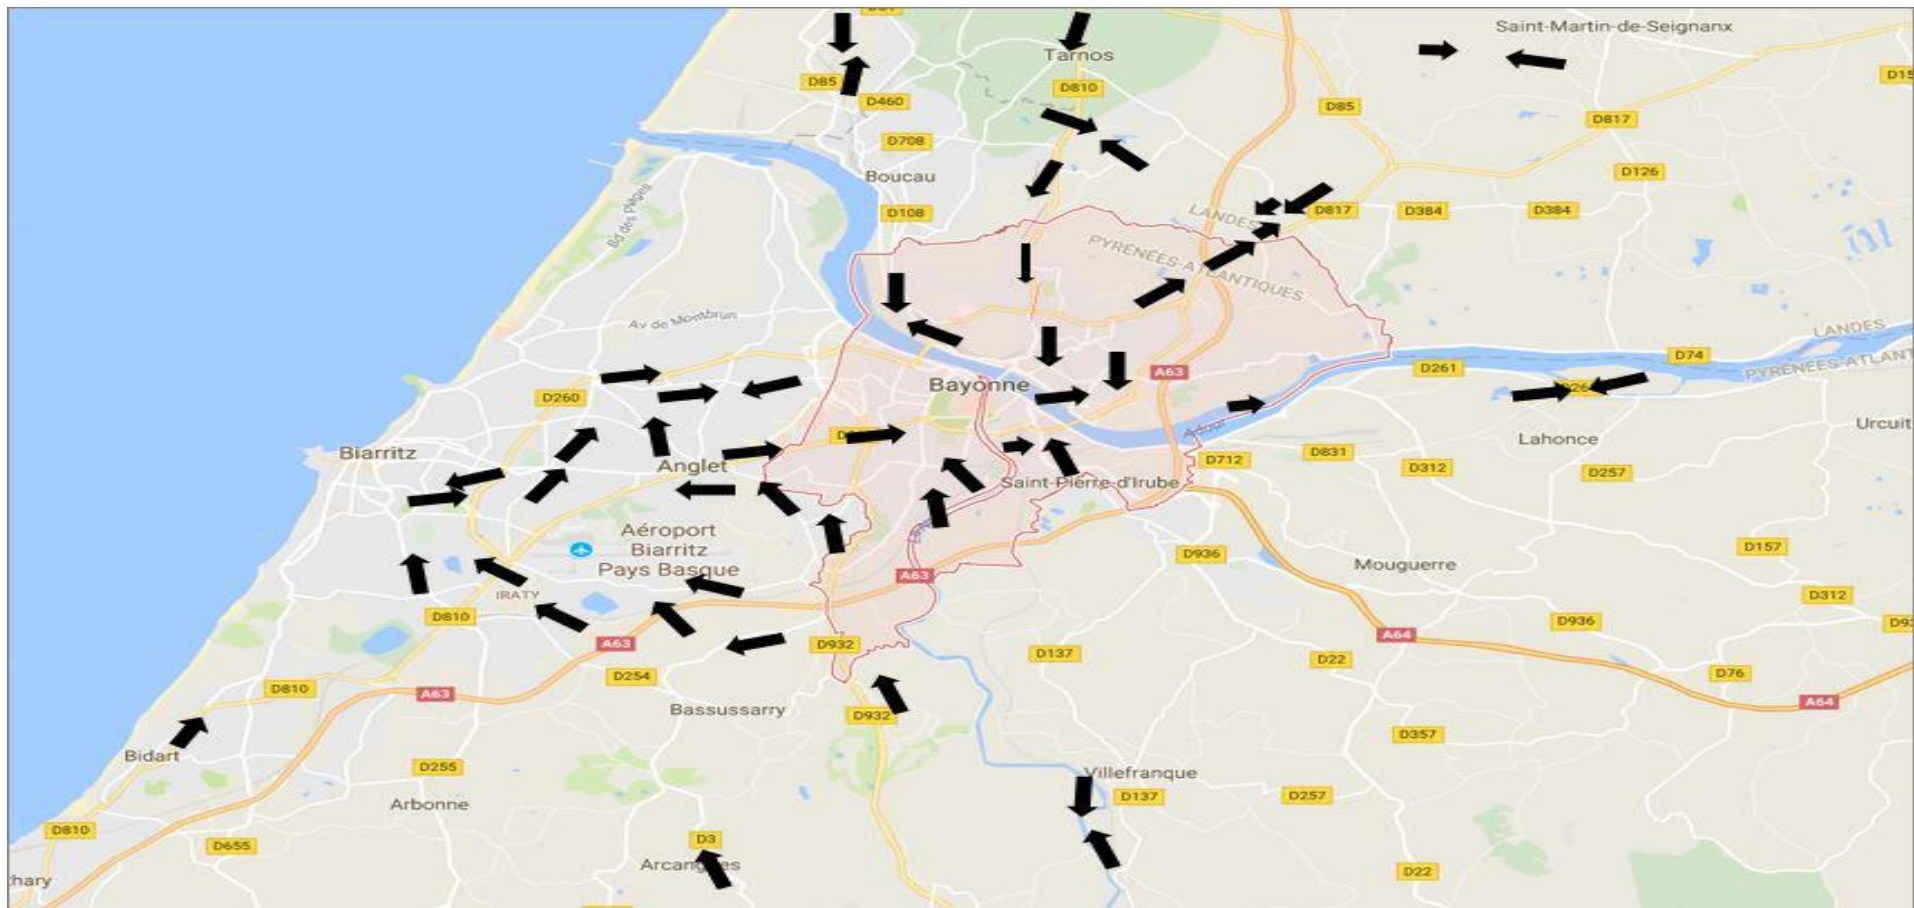 Saint-Martin-de-Seignanx
Tarnos
D85
D810
D460
D85
D817
D708
Boucau
D126
Bd des Plages
D108
LANDES
D817
D384
D384
PYRÉNÉES-ATLANTIQUES
Av de Montbrun
LANDES
D74
D261
A63
Bayonne
D260
Adour
Lahonce
Urcuit
Biarritz
D831
Anglet
D712
D312
D257
Saint-Pierre-d'Irube
Aéroport
Biarritz
Pays Basque
D157
D936
Mouguerre
A63
IRATY
D312
D810
D936
A64
A63
D932
D137
D22
D254
D76
D810
A63
A64
Bassussarry
D932
D357
Bidart
D255
Villefranque
D137
D257
Arbonne
D810
D655
D3
D22